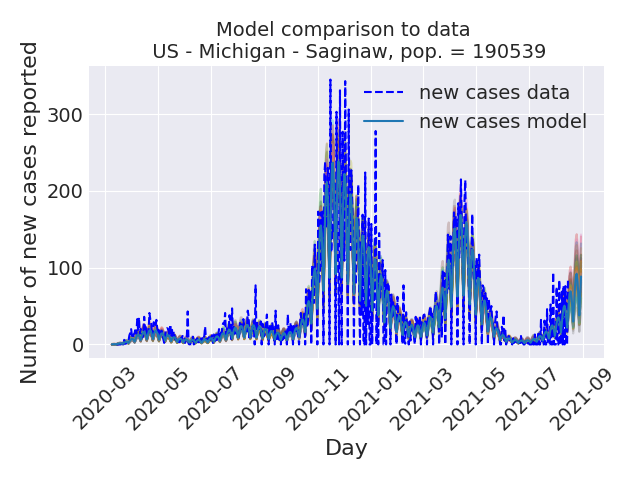 Model comparison to data
US - Michigan - Saginaw, pop. = 190539
Number of new cases reported
300
200
100
0
new cases data
new cases model
2020-03
2020-05
2020-07
2020-09
2020-11
2021-01
2021-03
2021-05
2021-07
2021-09
Day